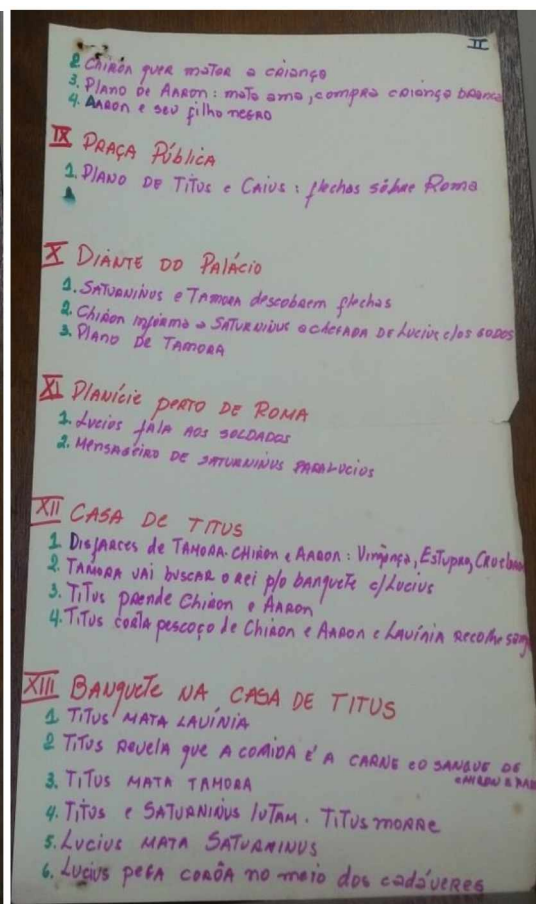 II
2. Chiron quer matar a criança
3. Plano de Aaron: mata ama, compra criança branca
4. Aaron e seu filho negro
IX Praça Pública
1. Plano de Titus e Caius: flechas sôbre Roma
X Diante do Palácio
1. Saturninus e Tamora descobrem flechas
2. Chiron informa a Saturninus a chegada de Lucius c/os godos
3. Plano de Tamora
XI Planície perto de Roma
1. Lucios fala aos soldados
2. Mensageiro de Saturninus para Lucios
XII Casa de Titus
1 Disfarces de Tamora-Chiron e Aaron: Vingança, Estupro,
2. Tamora vai buscar o rei p/o banquete c/Lucius
3. Titus prende Chiron e Aaron
4. Titus corta pescoço de Chiron e Aaron e Lavínia recolhe
XIII Banquete na casa de Titus
1 Titus mata Lavínia
2 Titus revela que a comida é a carne e o sangue de
Chiron e
3. Titus mata Tamora
4. Titus e Saturninus lutam. Titus morre
5. Lucius mata Saturninus
6. Lucius pega corôa no meio dos cadáveres